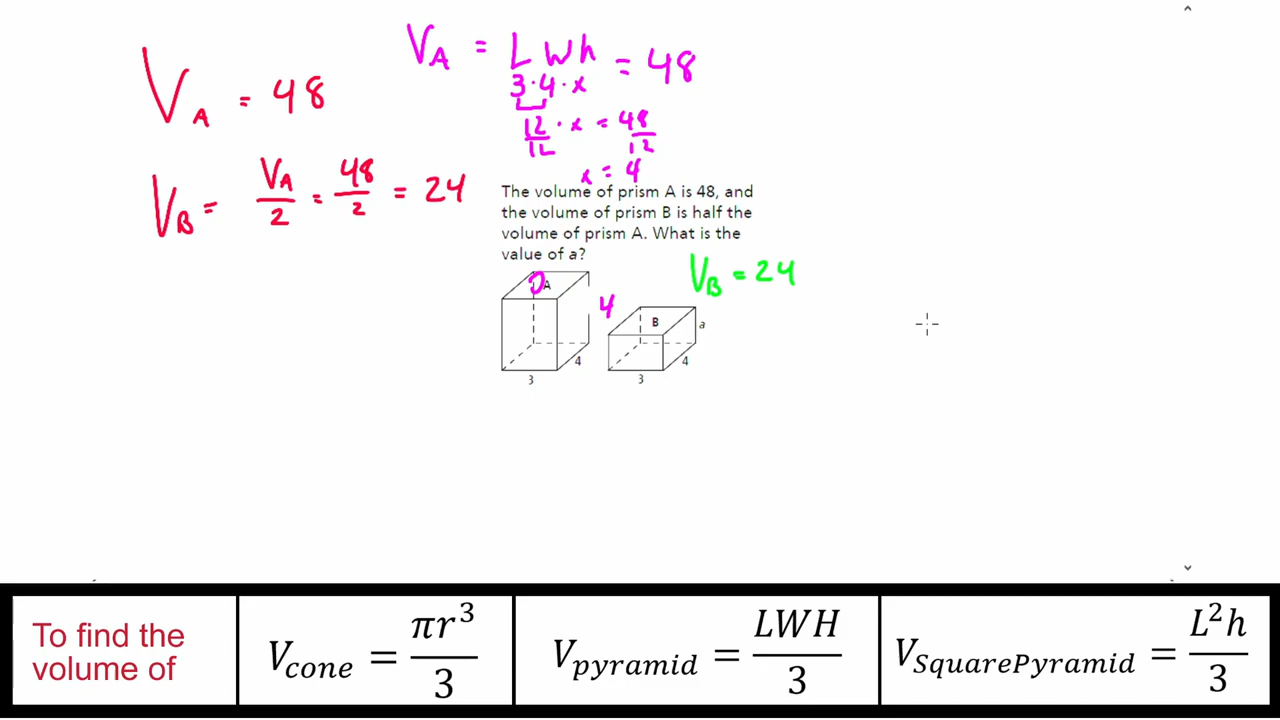 V_A = 48
V_B = V_A/2 = 48/2 = 24
V_A = L W h = 48
3 · 4 · x
12/12 · x = 48/12
x = 4
The volume of prism A is 48, and
the volume of prism B is half the
volume of prism A. What is the
value of a?
V_B = 24
A
4
B
a
4
4
3
3
To find the
volume of
V_cone = πr³/3
V_pyramid = LWH/3
V_SquarePyramid = L²h/3